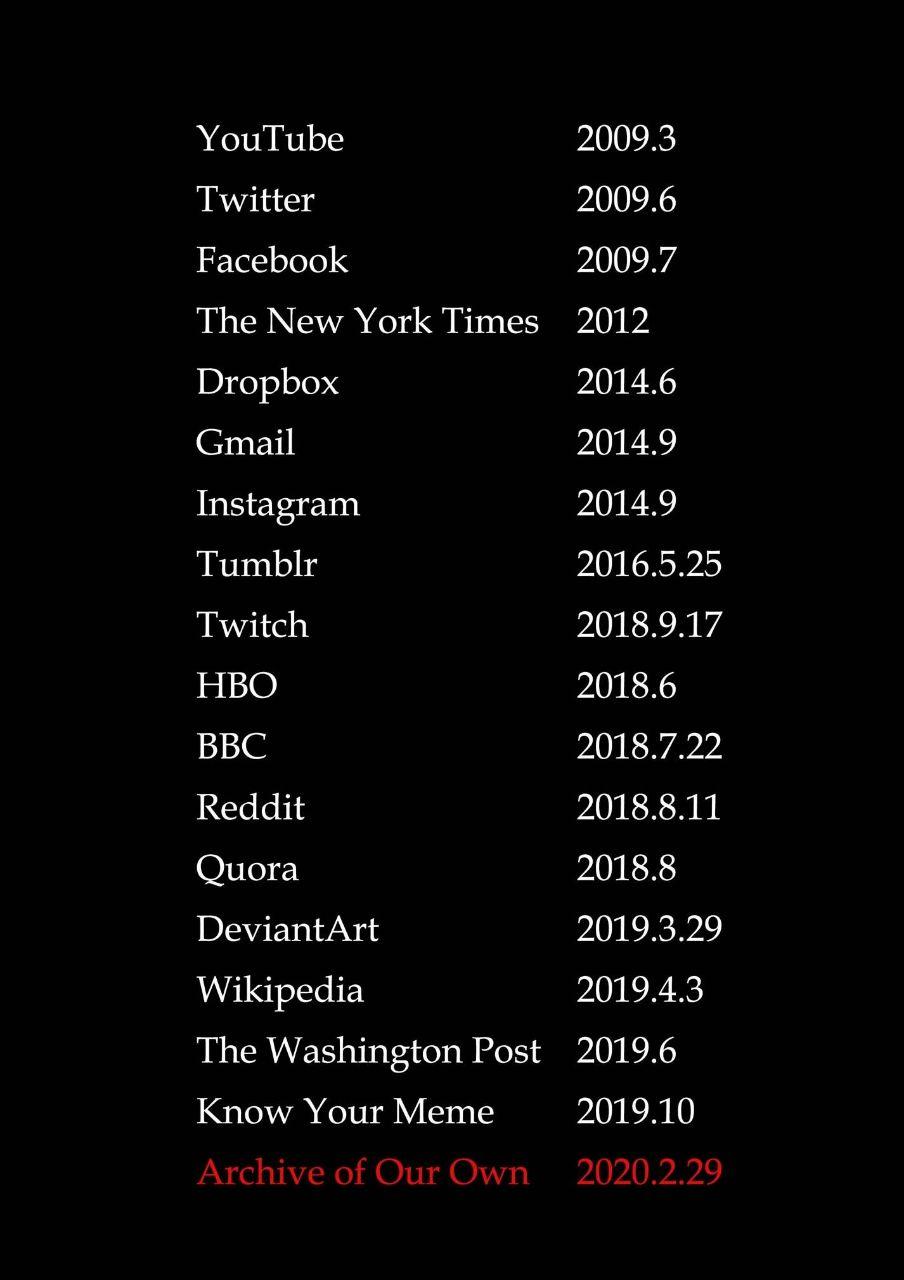 YouTube 2009.3
Twitter 2009.6
Facebook 2009.7
The New York Times 2012
Dropbox 2014.6
Gmail 2014.9
Instagram 2014.9
Tumblr 2016.5.25
Twitch 2018.9.17
HBO 2018.6
BBC 2018.7.22
Reddit 2018.8.11
Quora 2018.8
DeviantArt 2019.3.29
Wikipedia 2019.4.3
The Washington Post 2019.6
Know Your Meme 2019.10
Archive of Our Own 2020.2.29